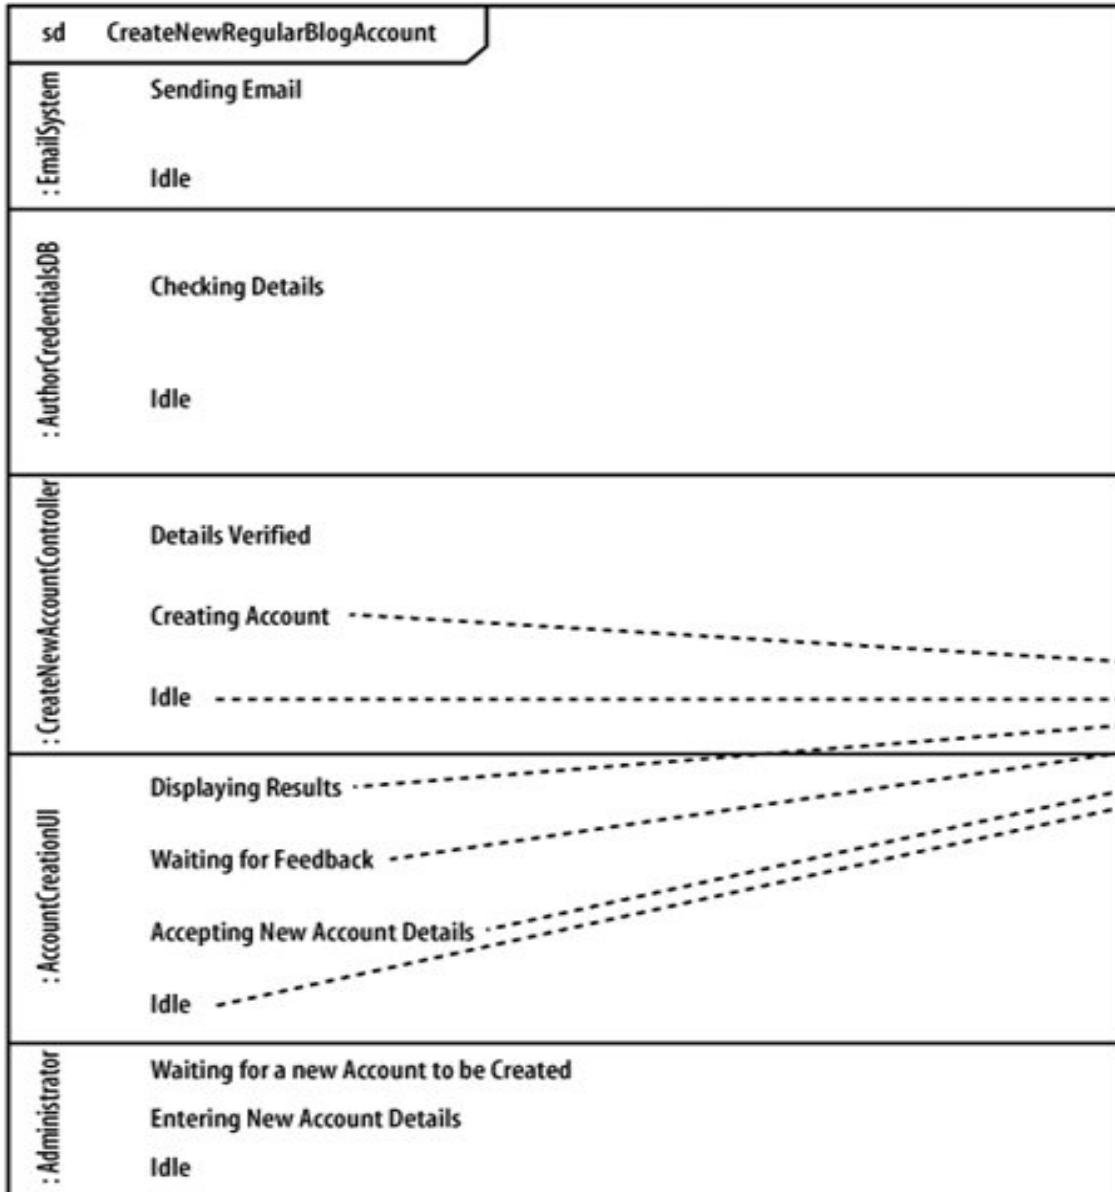 sd CreateNewRegularBlogAccount
: EmailSystem
Sending Email
Idle
: AuthorCredentialsDB
Checking Details
Idle
: CreateNewAccountController
Details Verified
Creating Account
Idle
: AccountCreationUI
Displaying Results
Waiting for Feedback
Accepting New Account Details
Idle
: Administrator
Waiting for a new Account to be Created
Entering New Account Details
Idle